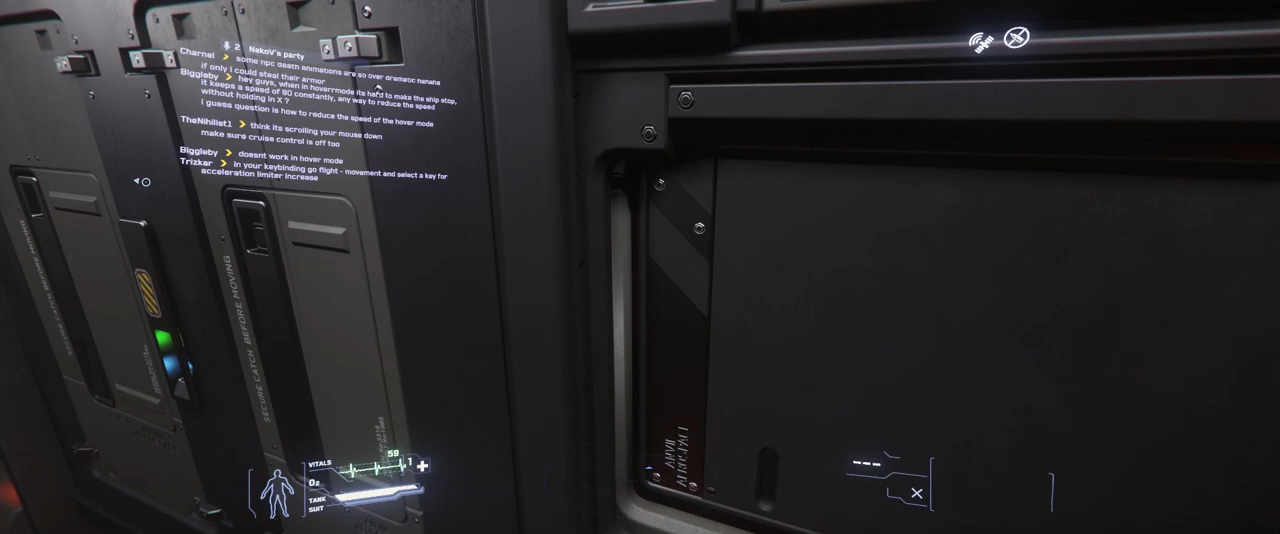 2 NekoV's party
Charnel > some npc death animations are so over dramatic hahaha
if only I could steal their armor
Biggleby > hey guys, when in hoverrmode its hard to make the ship stop,
it keeps a speed of 80 constantly, any way to reduce the speed
without holding in X ?
I guess question is how to reduce the speed of the hover mode
TheNihilist1 > think its scrolling your mouse down
make sure cruise control is off too
Biggleby > doesnt work in hover mode
Trizkar > in your keybinding go flight - movement and select a key for
acceleration limiter increase
SECURE CATCH BEFORE MOVING
SECURE CATCH BEFORE MOVING
59
VITALS
O2
TANK
SUIT
ANVIL
AEROSPACE
---